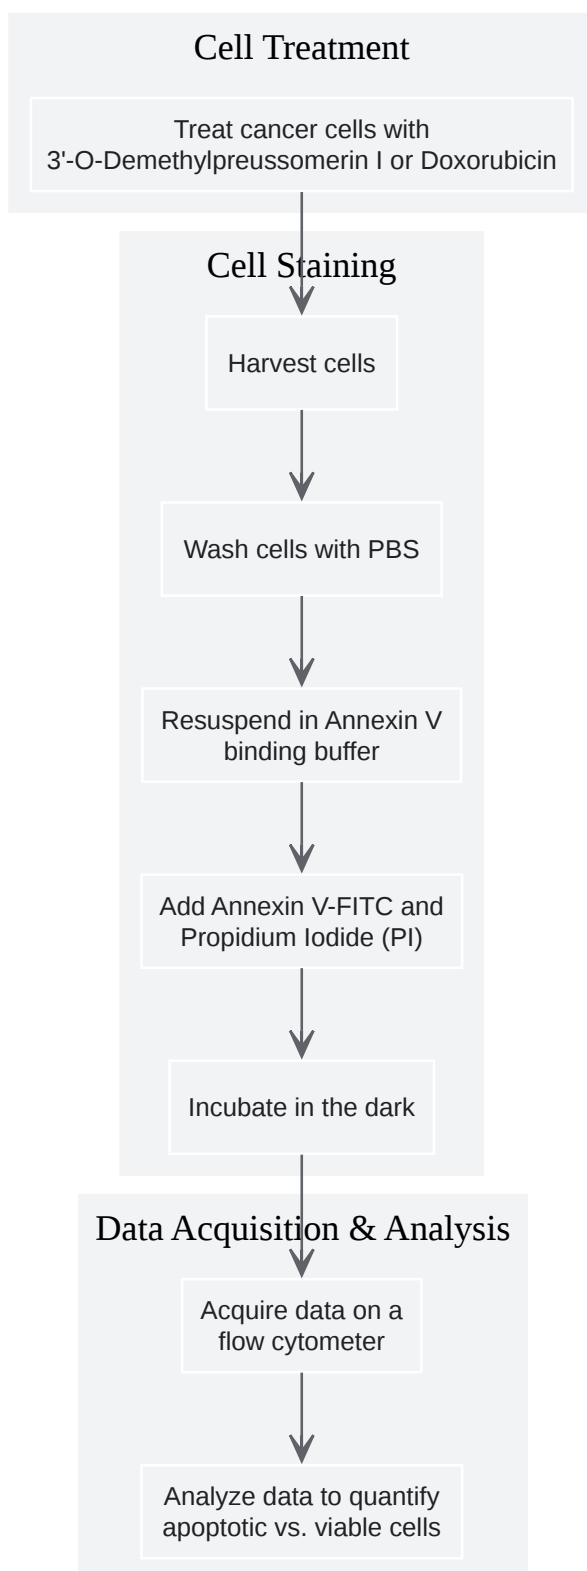 Cell Treatment
Treat cancer cells with
3'-O-Demethylpreussomerin I or Doxorubicin
Cell Staining
Harvest cells
Wash cells with PBS
Resuspend in Annexin V
binding buffer
Add Annexin V-FITC and
Propidium Iodide (PI)
Incubate in the dark
Data Acquisition & Analysis
Acquire data on a
flow cytometer
Analyze data to quantify
apoptotic vs. viable cells